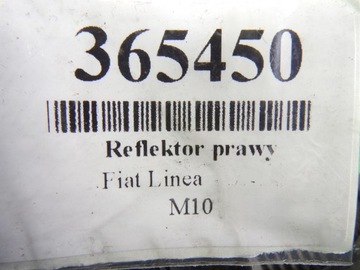 365450
Reflektor prawy
Fiat Linea
M10